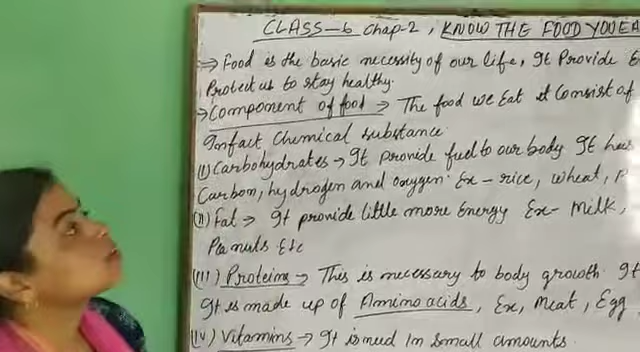 CLASS-6 Chap-2, KNOW THE FOOD YOU EA
⇒ Food is the basic necessity of our life, It Provide E
Protect us to stay healthy.
→ Component of food → The food we Eat it Consist of
Infact Chemical substance
(I) Carbohydrates → It provide fuel to our body It has
Carbon, hydrogen and oxygen. Ex - rice, Wheat, P
(II) Fat → It provide little more Energy Ex- Milk,
Panuts Etc
(III) Proteins → This is necessary to body growth It
It is made up of Amino acids, Ex, Meat, Egg
(IV) Vitamins → It is need In small amounts.